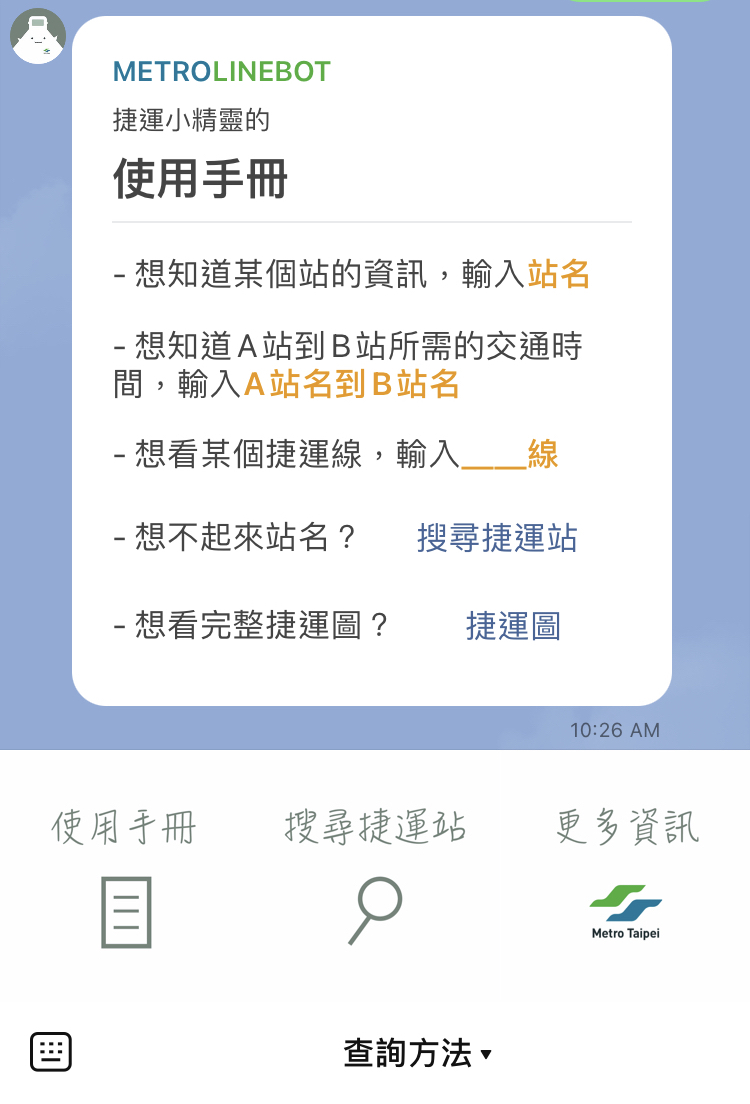 METROLINEBOT
捷運小精靈的
使用手冊
- 想知道某個站的資訊，輸入站名
- 想知道A站到B站所需的交通時
間，輸入A站名到B站名
- 想看某個捷運線，輸入____線
- 想不起來站名？ 搜尋捷運站
- 想看完整捷運圖？ 捷運圖
10:26 AM
使用手冊 搜尋捷運站 更多資訊
Metro Taipei
查詢方法 ▾